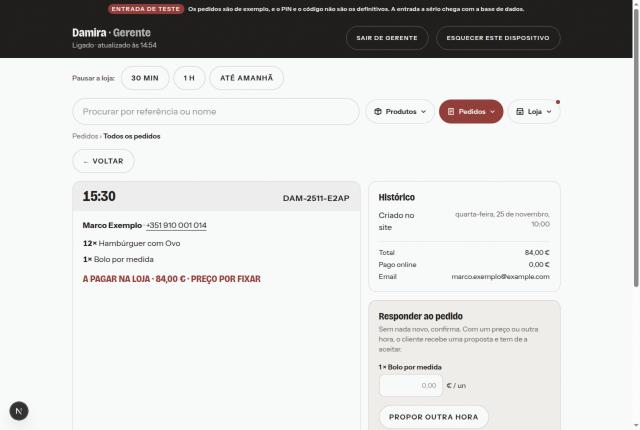 ENTRADA DE TESTE Os pedidos são de exemplo, e o PIN e o código não são os definitivos. A entrada a sério chega com a base de dados.
Damira · Gerente
Ligado · atualizado às 14:54
SAIR DE GERENTE
ESQUECER ESTE DISPOSITIVO
Pausar a loja:
30 MIN
1 H
ATÉ AMANHÃ
Procurar por referência ou nome
Produtos
Pedidos
Loja
Pedidos › Todos os pedidos
← VOLTAR
15:30
DAM-2511-E2AP
Marco Exemplo · +351 910 001 014
12× Hambúrguer com Ovo
1× Bolo por medida
A PAGAR NA LOJA · 84,00 € · PREÇO POR FIXAR
Histórico
Criado no site
quarta-feira, 25 de novembro, 10:00
Total 84,00 €
Pago online 0,00 €
Email marco.exemplo@example.com
Responder ao pedido
Sem nada novo, confirma. Com um preço ou outra
hora, o cliente recebe uma proposta e tem de a
aceitar.
1× Bolo por medida
0,00 € / un
PROPOR OUTRA HORA
N